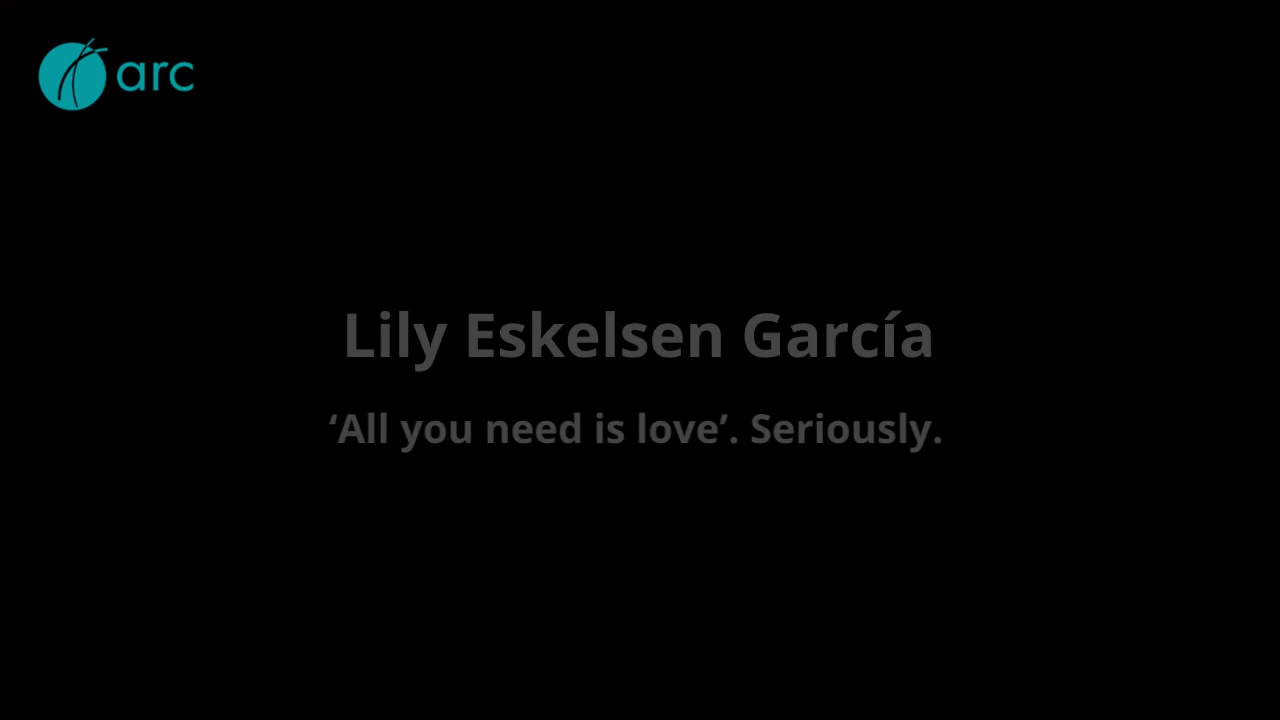 arc
Lily Eskelsen García
‘All you need is love’. Seriously.